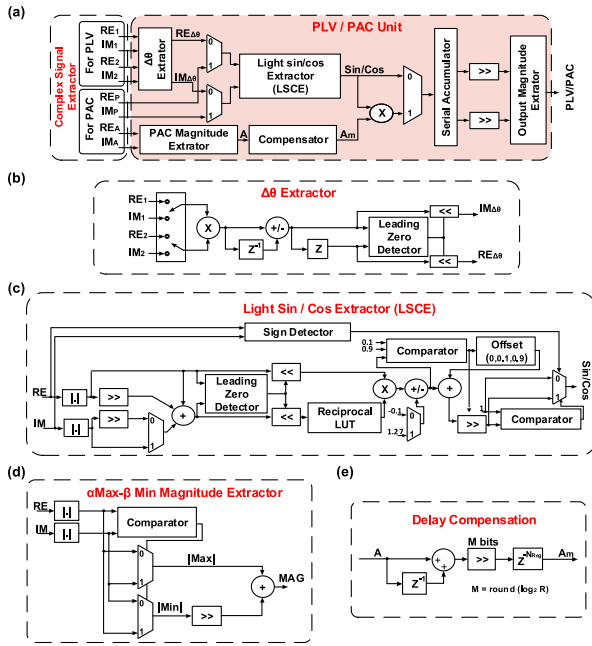 (a)
PLV / PAC Unit
Complex Signal Extractor
For PLV
For PAC
RE1
IM1
RE2
IM2
REP
IMP
REA
IMA
Δθ Extrator
REΔθ
IMΔθ
0
1
0
1
Light sin/cos Extractor (LSCE)
Sin/Cos
PAC Magnitude Extrator
A
Compensator
Am
X
0
1
Serial Accumulator
>>
>>
Output Magnitude Extrator
PLV/PAC
(b)
Δθ Extractor
RE1
IM1
RE2
IM2
X
Z-1
+/-
Z
Leading Zero Detector
<<
<<
IMΔθ
REΔθ
(c)
Light Sin / Cos Extractor (LSCE)
Sign Detector
RE
IM
|.|
|.|
>>
>>
0
1
+
Leading Zero Detector
<<
<<
Reciprocal LUT
X
0.1
0.9
Comparator
Offset (0,0.1,0.9)
-0.1
1.27
0
1
+/-
+
>>
1
Comparator
0
1
Sin/Cos
(d)
αMax-β Min Magnitude Extractor
RE
IM
|.|
|.|
Comparator
0
1
|Max|
0
1
|Min|
>>
+
MAG
(e)
Delay Compensation
A
Z-1
+
+
M bits
>>
Z-NReg
Am
M = round (log2 R)